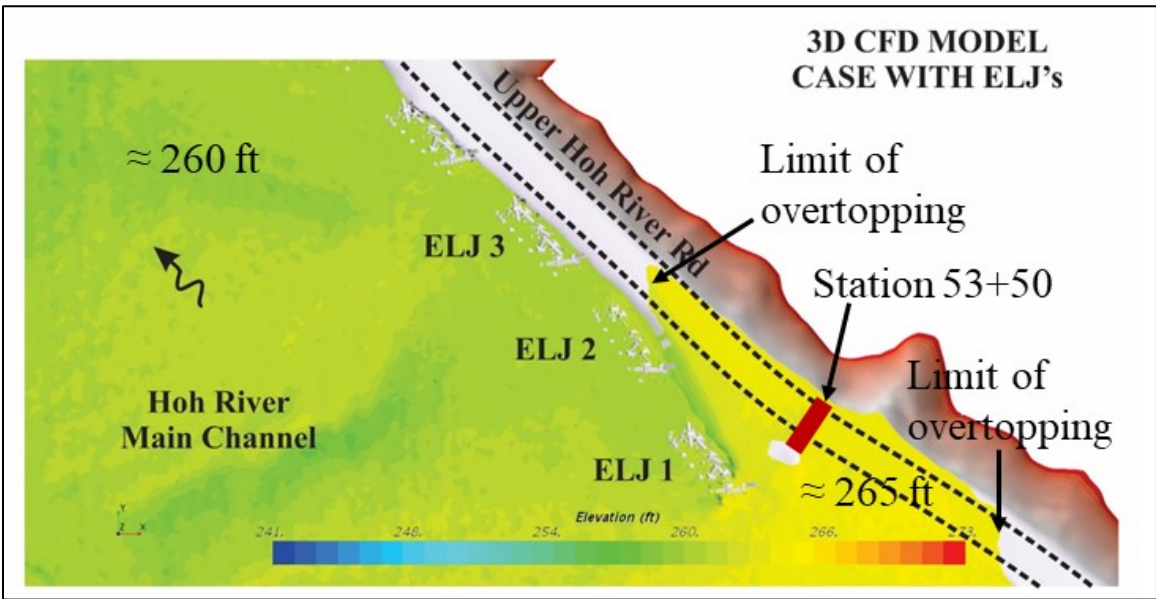 3D CFD MODEL
CASE WITH ELJ's
Upper Hoh River Rd
≈ 260 ft
Limit of
overtopping
ELJ 3
Station 53+50
ELJ 2
Limit of
overtopping
Hoh River
Main Channel
ELJ 1
≈ 265 ft
Y
Z X
Elevation (ft)
241. 248. 254. 260. 266. 273.